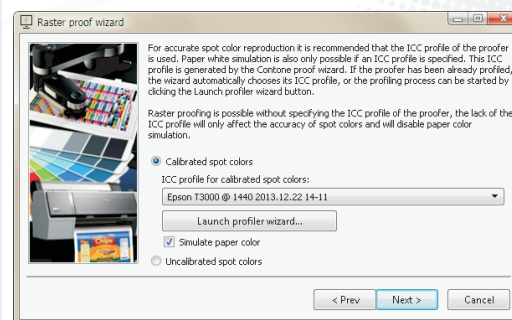 Raster proof wizard
For accurate spot color reproduction it is recommended that the ICC profile of the proofer
is used. Paper white simulation is also only possible if an ICC profile is specified. This ICC
profile is generated by the Contone proof wizard. If the proofer has been already profiled,
the wizard automatically chooses its ICC profile, or the profiling process can be started by
clicking the Launch profiler wizard button.
Raster proofing is possible without specifying the ICC profile of the proofer, the lack of the
ICC profile will only affect the accuracy of spot colors and will disable paper color
simulation.
Calibrated spot colors
ICC profile for calibrated spot colors:
Epson T3000 @ 1440 2013.12.22 14-11
Launch profiler wizard...
Simulate paper color
Uncalibrated spot colors
< Prev
Next >
Cancel